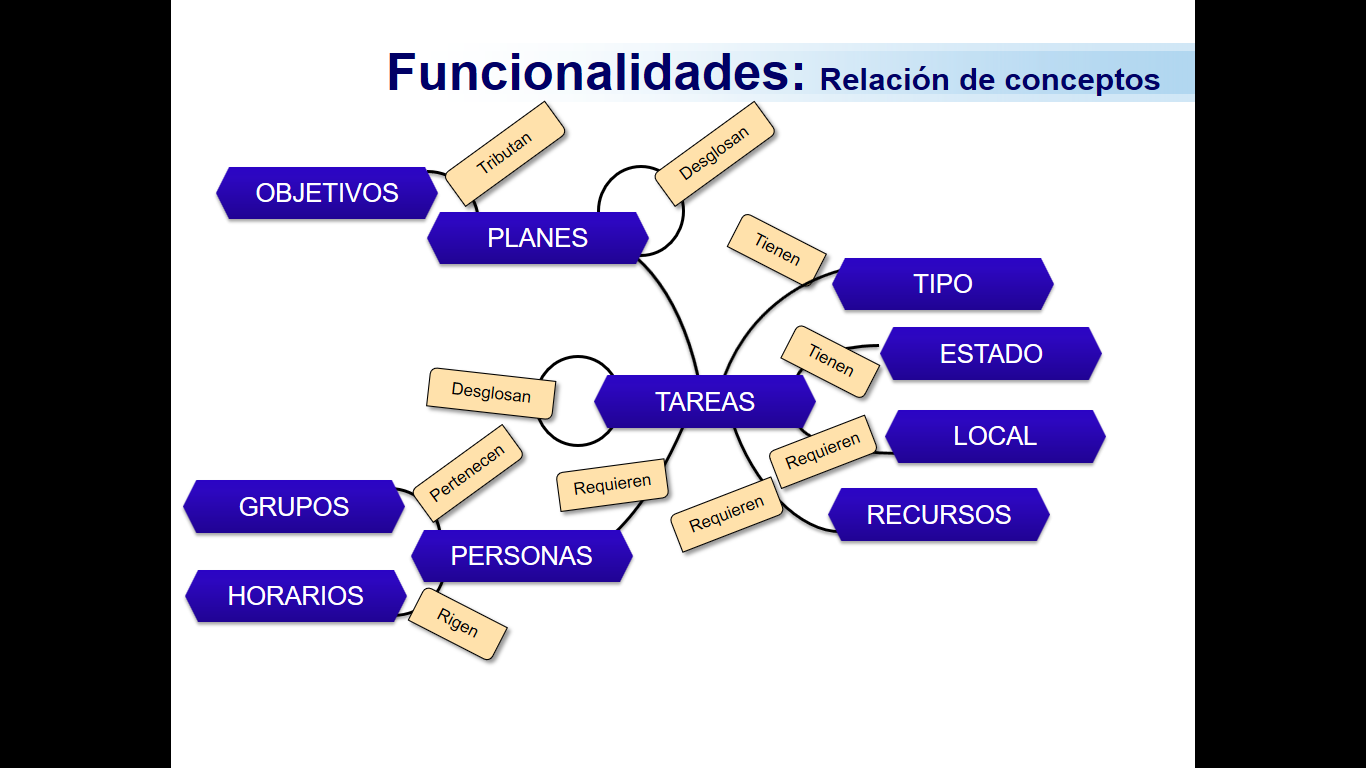 Funcionalidades: Relación de conceptos
Tributan
Desglosan
OBJETIVOS
PLANES
Tienen
TIPO
Tienen
ESTADO
Desglosan
TAREAS
LOCAL
Requieren
Pertenecen
Requieren
GRUPOS
Requieren
RECURSOS
PERSONAS
HORARIOS
Rigen